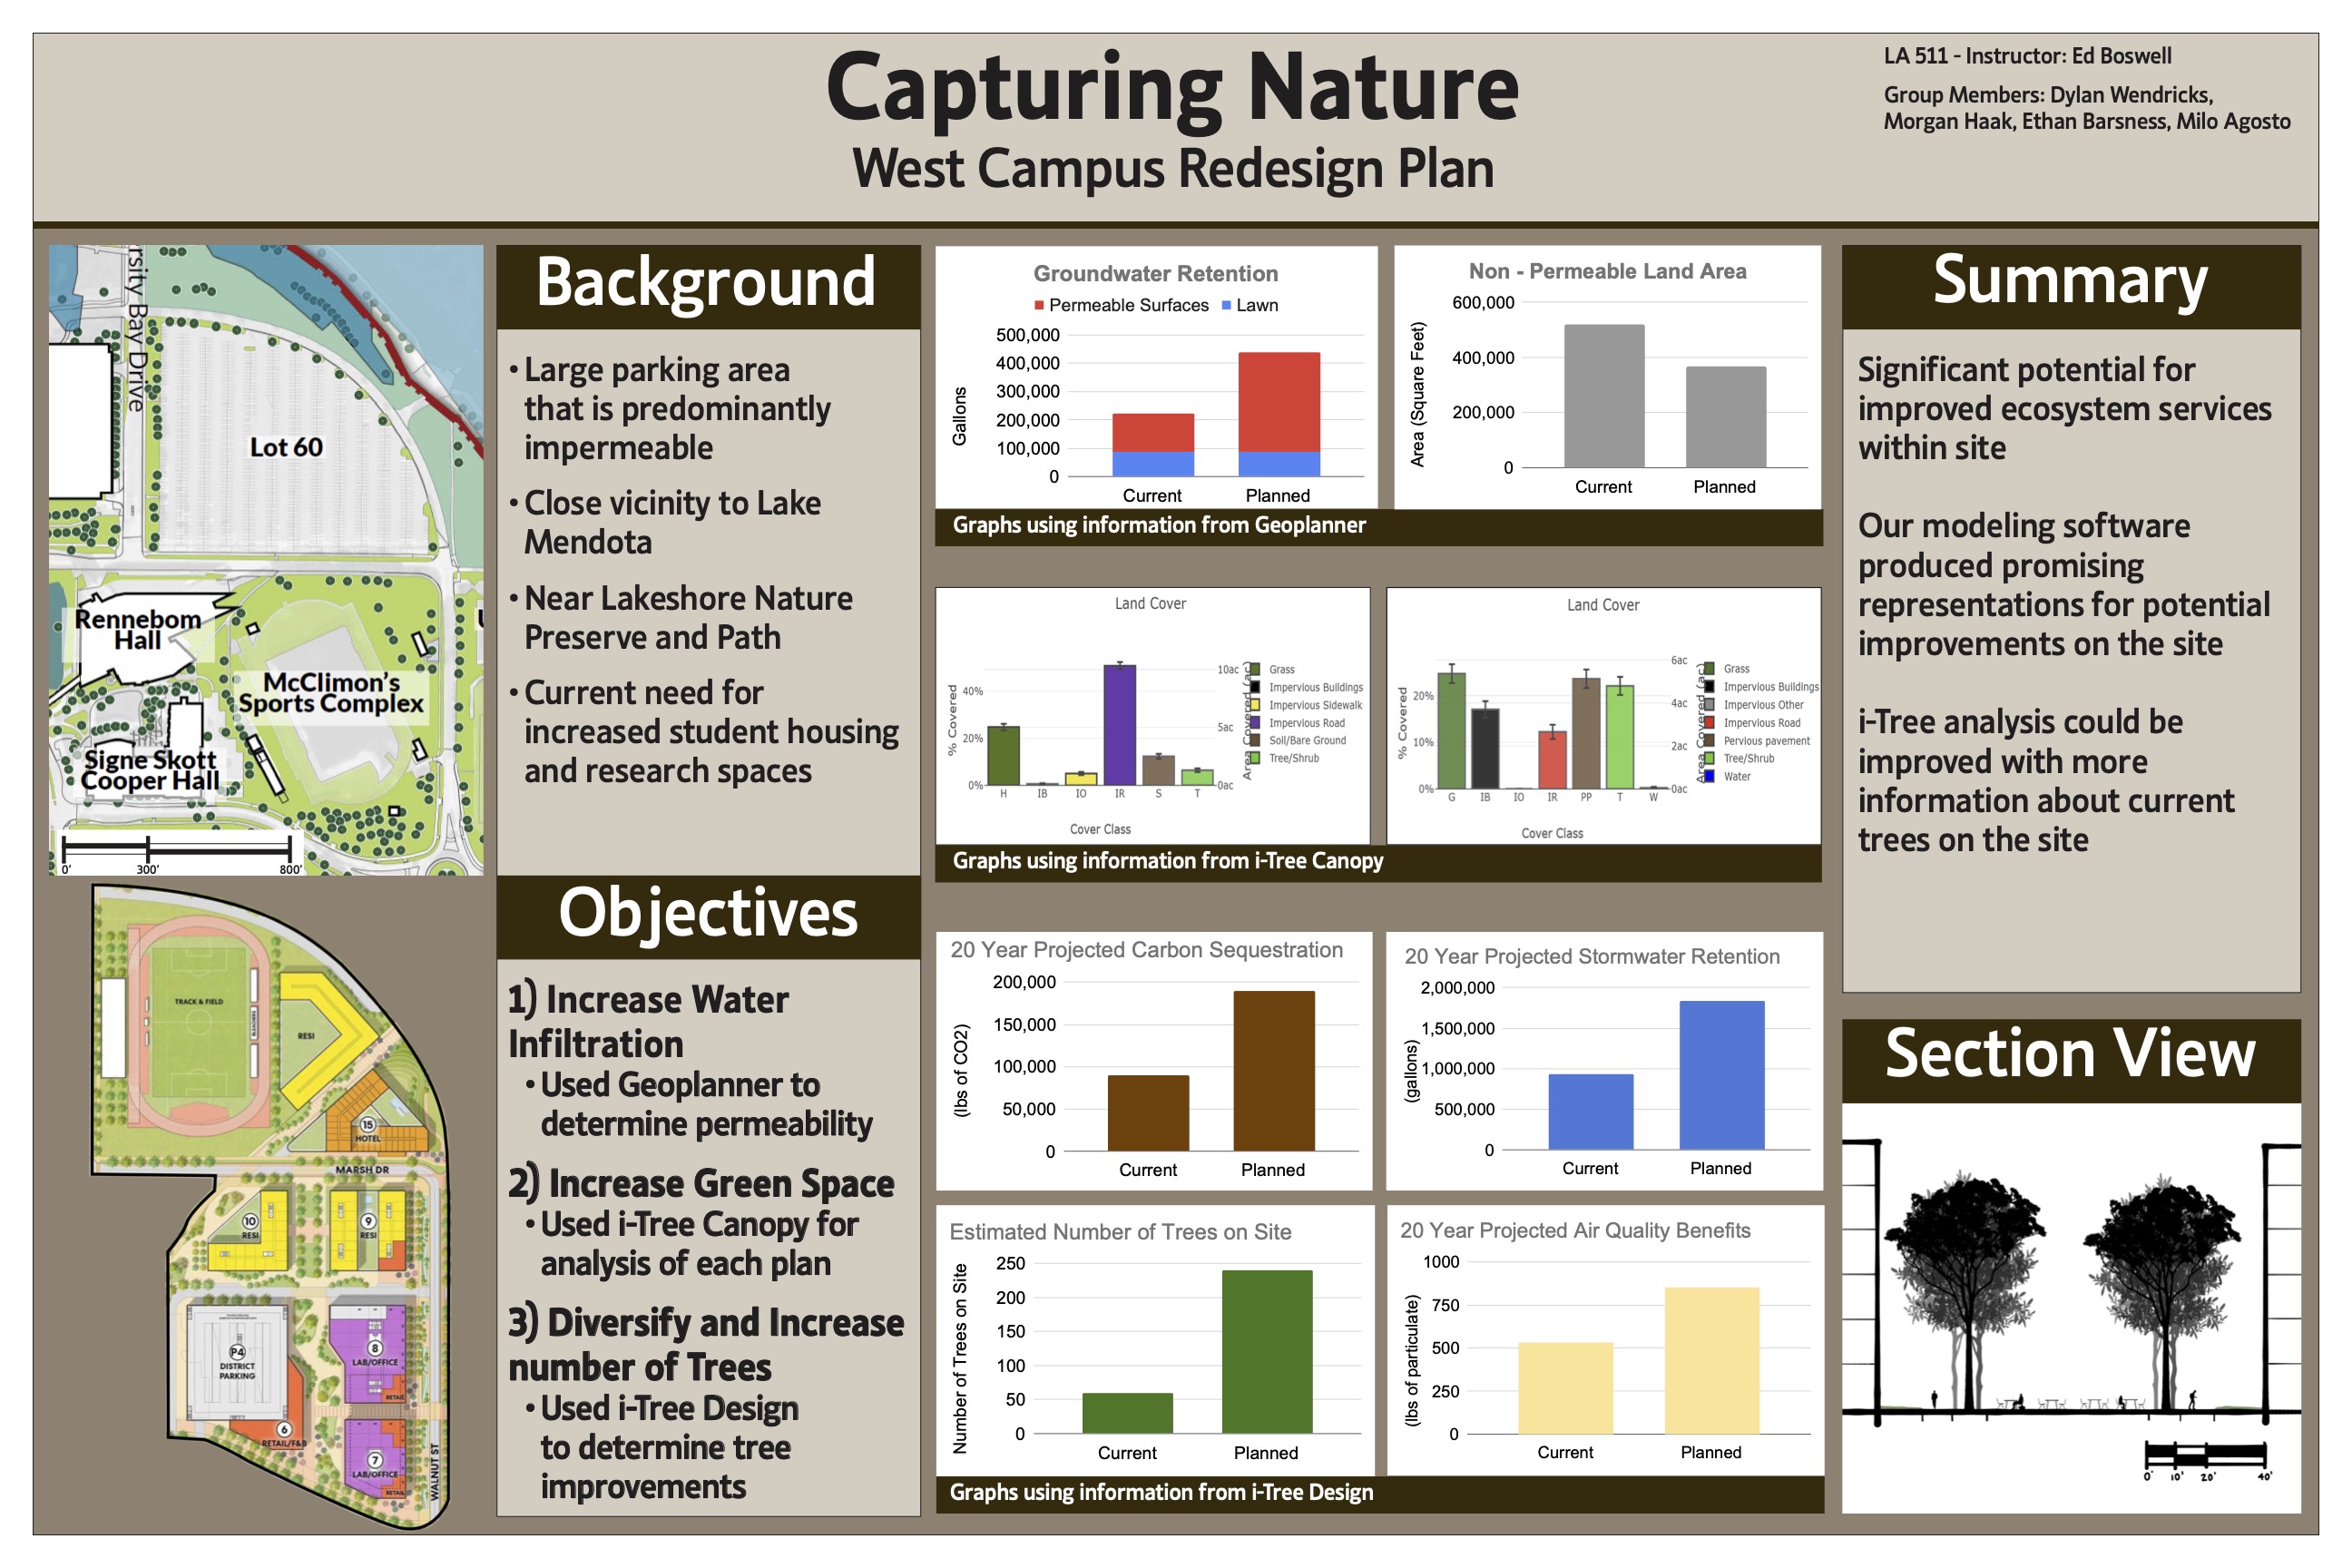 Capturing Nature
West Campus Redesign Plan
LA 511 - Instructor: Ed Boswell
Group Members: Dylan Wendricks,
Morgan Haak, Ethan Barsness, Milo Agosto
rsity Bay Drive
Lot 60
Rennebom
Hall
McClimon's
Sports Complex
Signe Skott
Cooper Hall
0' 300' 800'
TRACK & FIELD
BLEACHERS
RESI
15
HOTEL
MARSH DR
10
RESI
9
RESI
P4
DISTRICT
PARKING
8
LAB/OFFICE
RETAIL
6
RETAIL/F&B
7
LAB/OFFICE
RETAIL
WALNUT ST
Background
• Large parking area
that is predominantly
impermeable
• Close vicinity to Lake
Mendota
• Near Lakeshore Nature
Preserve and Path
• Current need for
increased student housing
and research spaces
Objectives
1) Increase Water
Infiltration
• Used Geoplanner to
determine permeability
2) Increase Green Space
• Used i-Tree Canopy for
analysis of each plan
3) Diversify and Increase
number of Trees
• Used i-Tree Design
to determine tree
improvements
Groundwater Retention
Permeable Surfaces Lawn
Gallons
500,000
400,000
300,000
200,000
100,000
0
Current Planned
Non - Permeable Land Area
Area (Square Feet)
600,000
400,000
200,000
0
Current Planned
Graphs using information from Geoplanner
Land Cover
% Covered
40%
20%
0%
10ac
5ac
0ac
Area Covered (ac)
H IB IO IR S T
Cover Class
Grass
Impervious Buildings
Impervious Sidewalk
Impervious Road
Soil/Bare Ground
Tree/Shrub
Land Cover
% Covered
20%
10%
0%
6ac
4ac
2ac
0ac
Area Covered (ac)
G IB IO IR PP T W
Cover Class
Grass
Impervious Buildings
Impervious Other
Impervious Road
Pervious pavement
Tree/Shrub
Water
Graphs using information from i-Tree Canopy
20 Year Projected Carbon Sequestration
(lbs of CO2)
200,000
150,000
100,000
50,000
0
Current Planned
20 Year Projected Stormwater Retention
(gallons)
2,000,000
1,500,000
1,000,000
500,000
0
Current Planned
Estimated Number of Trees on Site
Number of Trees on Site
250
200
150
100
50
0
Current Planned
20 Year Projected Air Quality Benefits
(lbs of particulate)
1000
750
500
250
0
Current Planned
Graphs using information from i-Tree Design
Summary
Significant potential for
improved ecosystem services
within site
Our modeling software
produced promising
representations for potential
improvements on the site
i-Tree analysis could be
improved with more
information about current
trees on the site
Section View
0' 10' 20' 40'